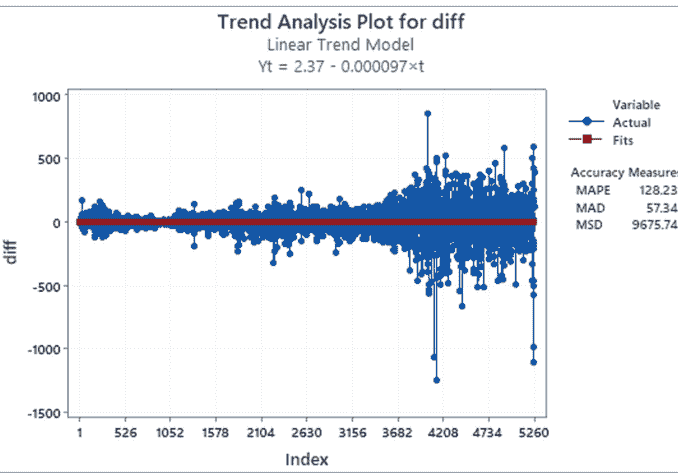 Trend Analysis Plot for diff
Linear Trend Model
Yt = 2.37 - 0.000097×t
1000
500
0
-500
-1000
-1500
diff
1 526 1052 1578 2104 2630 3156 3682 4208 4734 5260
Index
Variable
Actual
Fits
Accuracy Measures
MAPE 128.23
MAD 57.34
MSD 9675.74